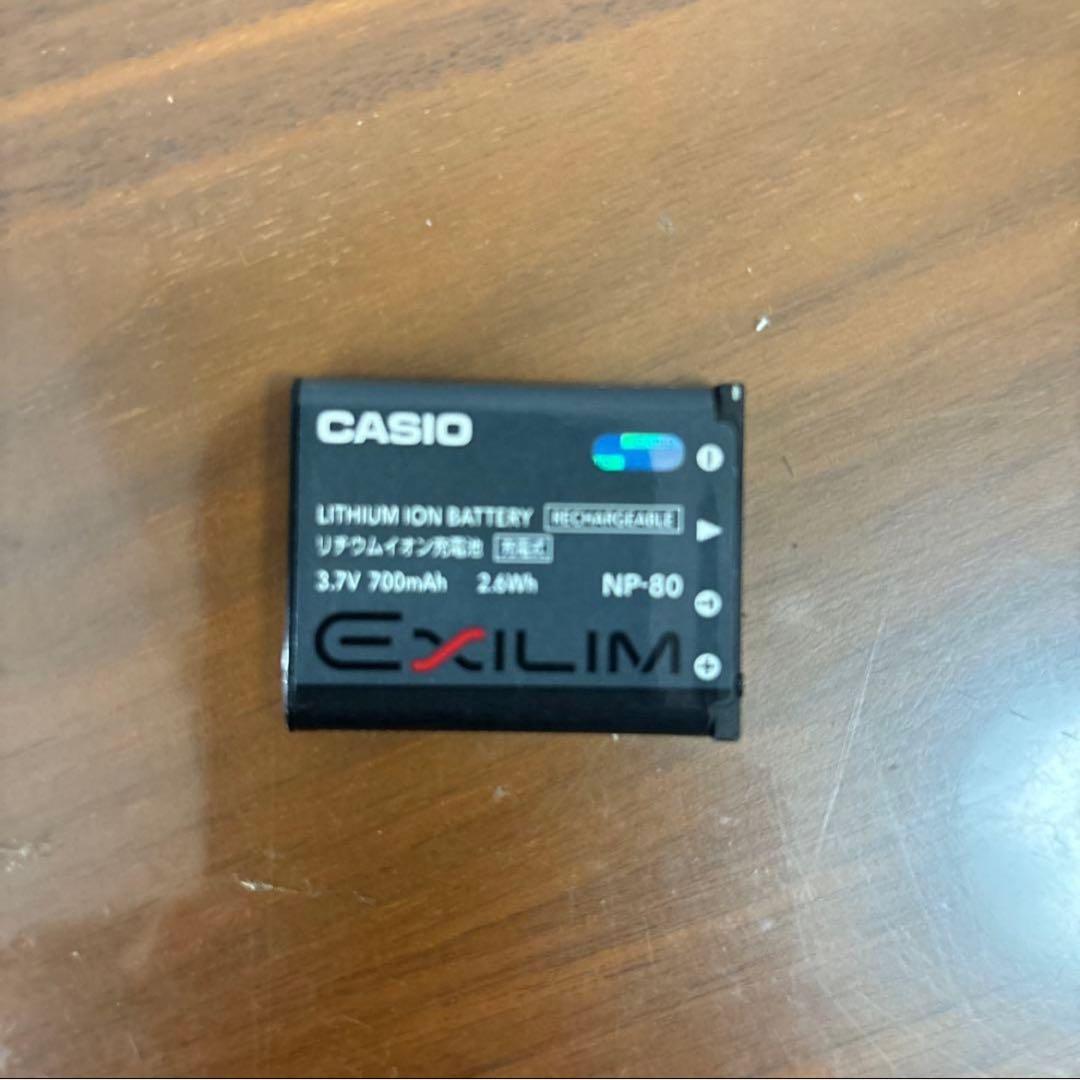 CASIO
LITHIUM ION BATTERY RECHARGEABLE
リチウムイオン充電池 充電式
3.7V 700mAh 2.6Wh NP-80
EXILIM
T
+